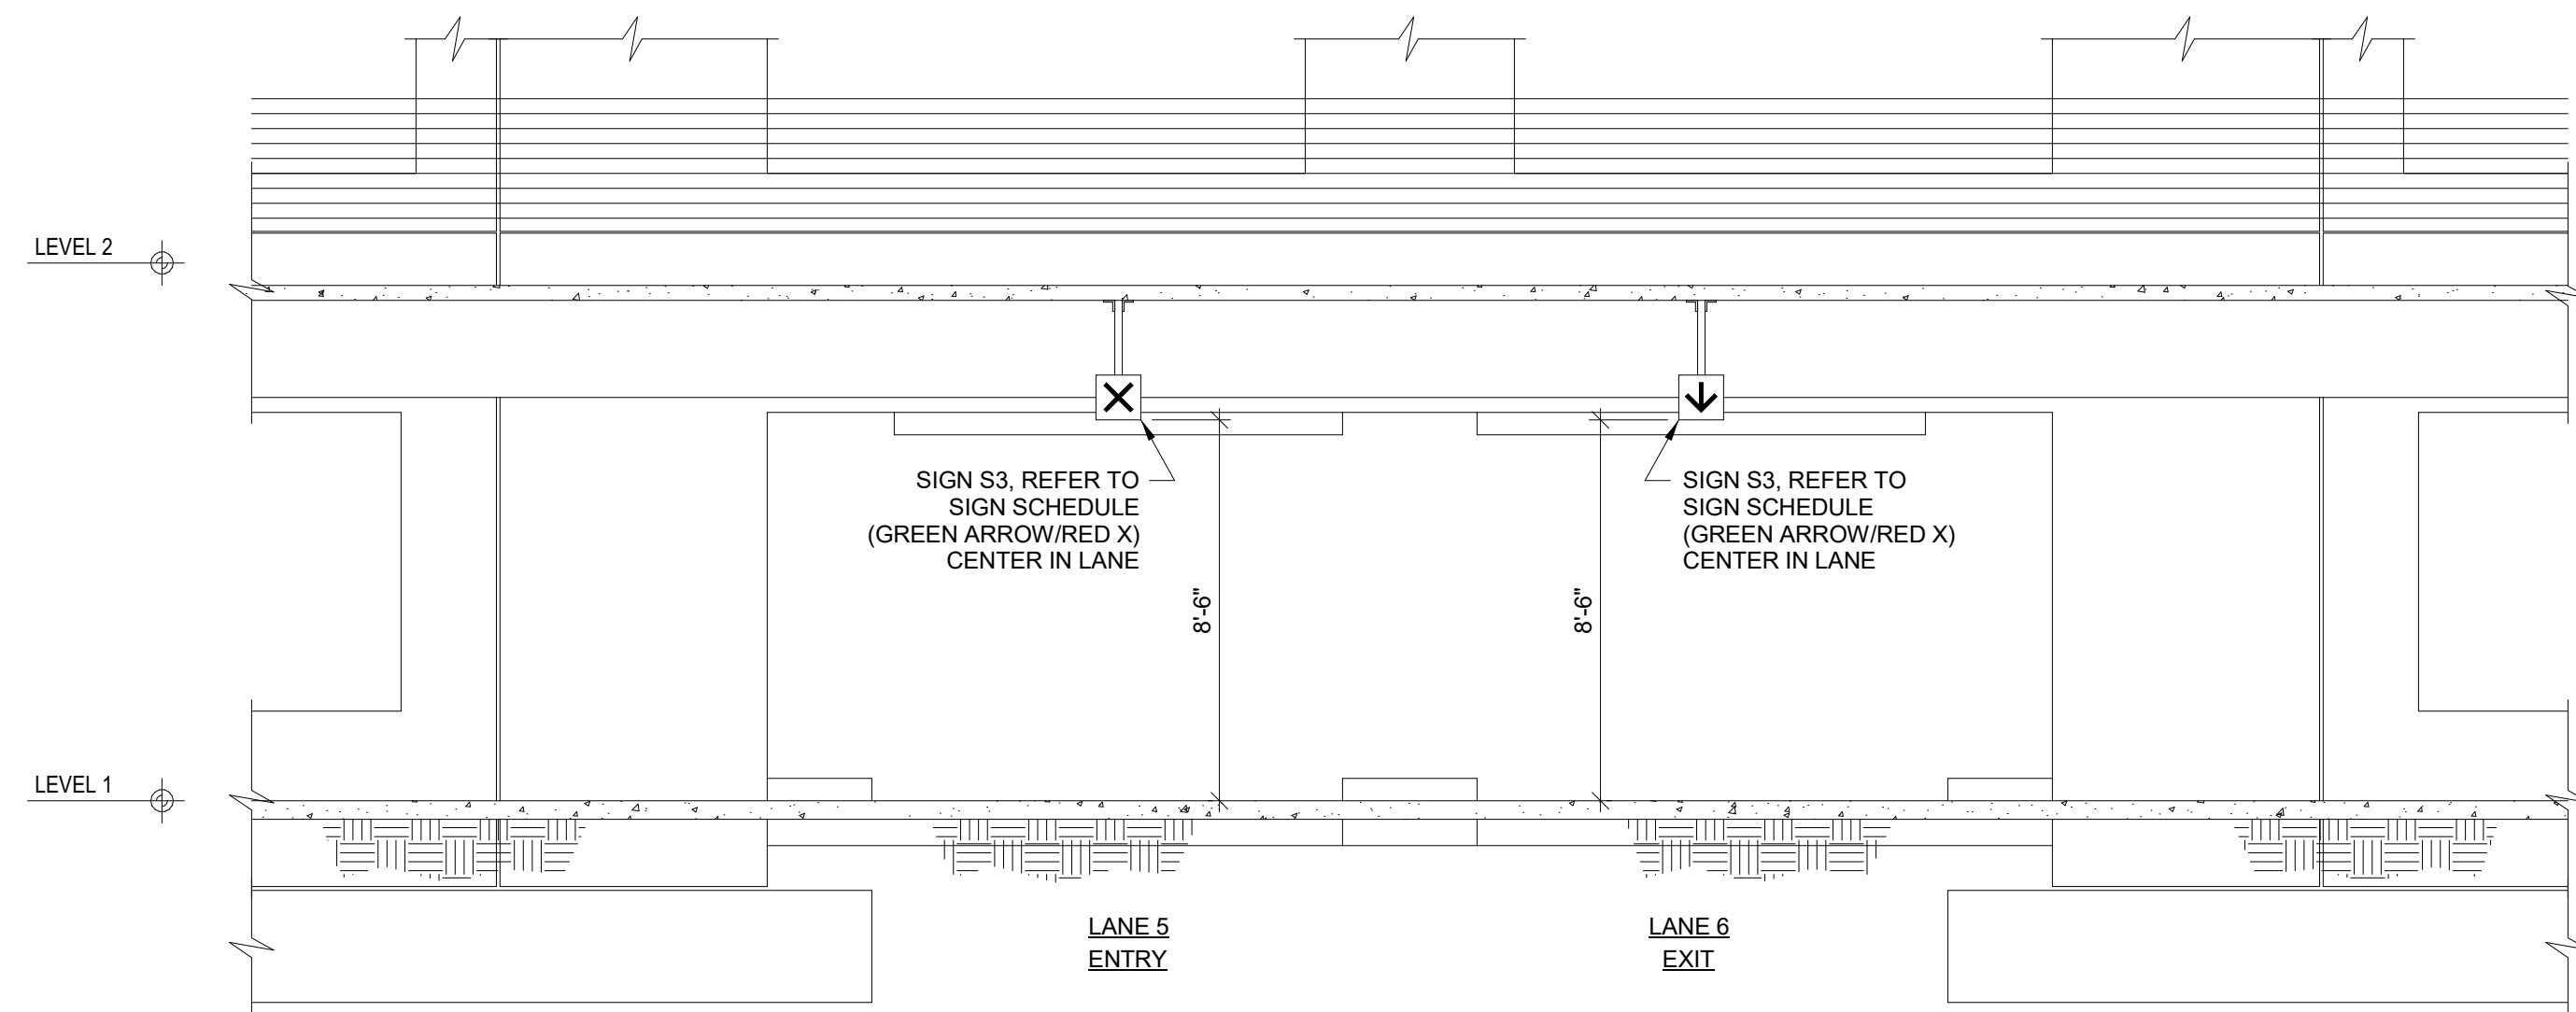 LEVEL 2
SIGN S3, REFER TO
SIGN SCHEDULE
(GREEN ARROW/RED X)
CENTER IN LANE
8'-6"
8'-6"
SIGN S3, REFER TO
SIGN SCHEDULE
(GREEN ARROW/RED X)
CENTER IN LANE
LEVEL 1
LANE 5
ENTRY
LANE 6
EXIT